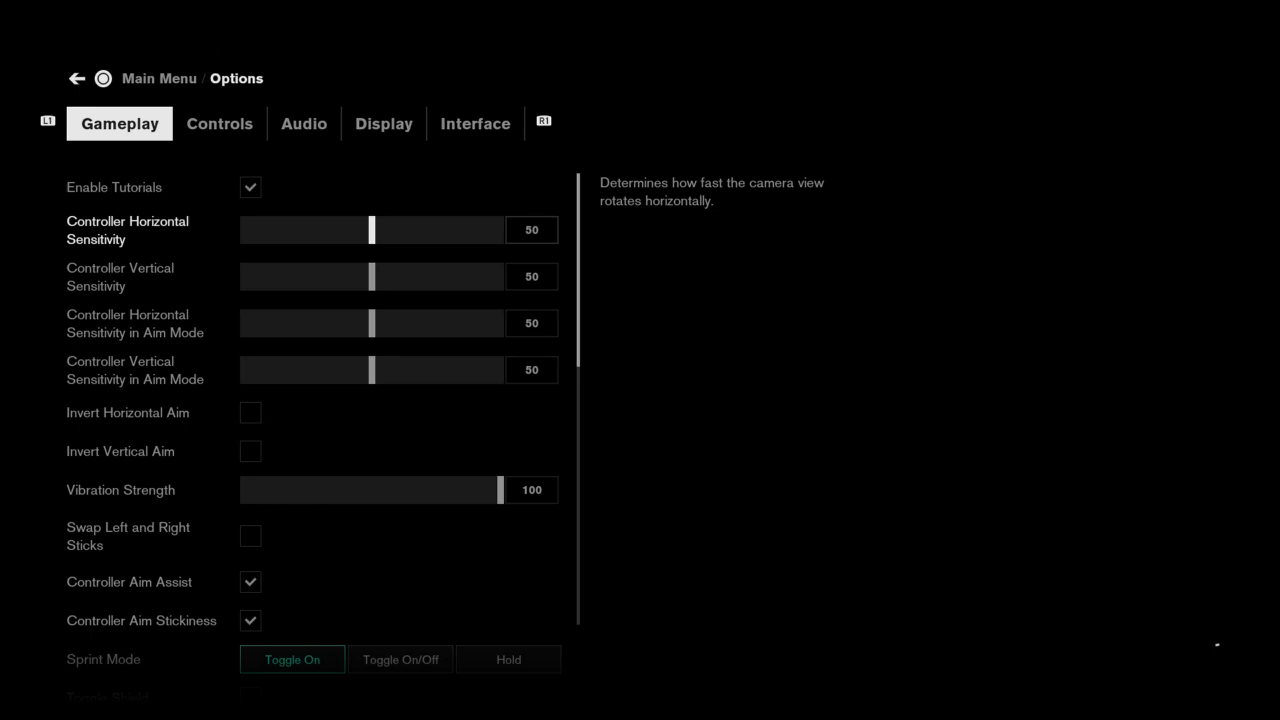 Main Menu / Options
L1 Gameplay Controls Audio Display Interface R1
Enable Tutorials
Determines how fast the camera view
rotates horizontally.
Controller Horizontal
Sensitivity
50
Controller Vertical
Sensitivity
50
Controller Horizontal
Sensitivity in Aim Mode
50
Controller Vertical
Sensitivity in Aim Mode
50
Invert Horizontal Aim
Invert Vertical Aim
Vibration Strength 100
Swap Left and Right
Sticks
Controller Aim Assist
Controller Aim Stickiness
Sprint Mode Toggle On Toggle On/Off Hold
Toggle Shield